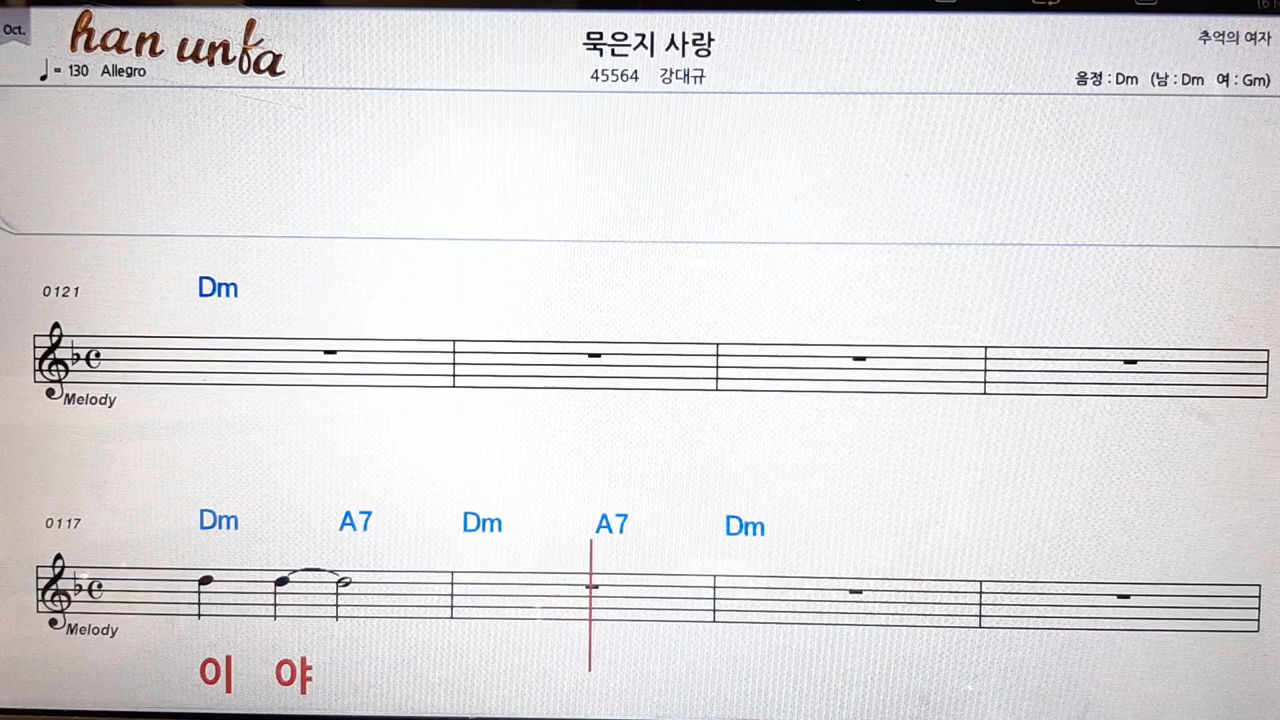 Oct.
han unfa
♩= 130 Allegro
묵은지 사랑
45564 강대규
추억의 여자
음정 : Dm (남 : Dm 여 : Gm)
0121
Dm
Melody
0117
Dm A7 Dm A7 Dm
Melody
이 야